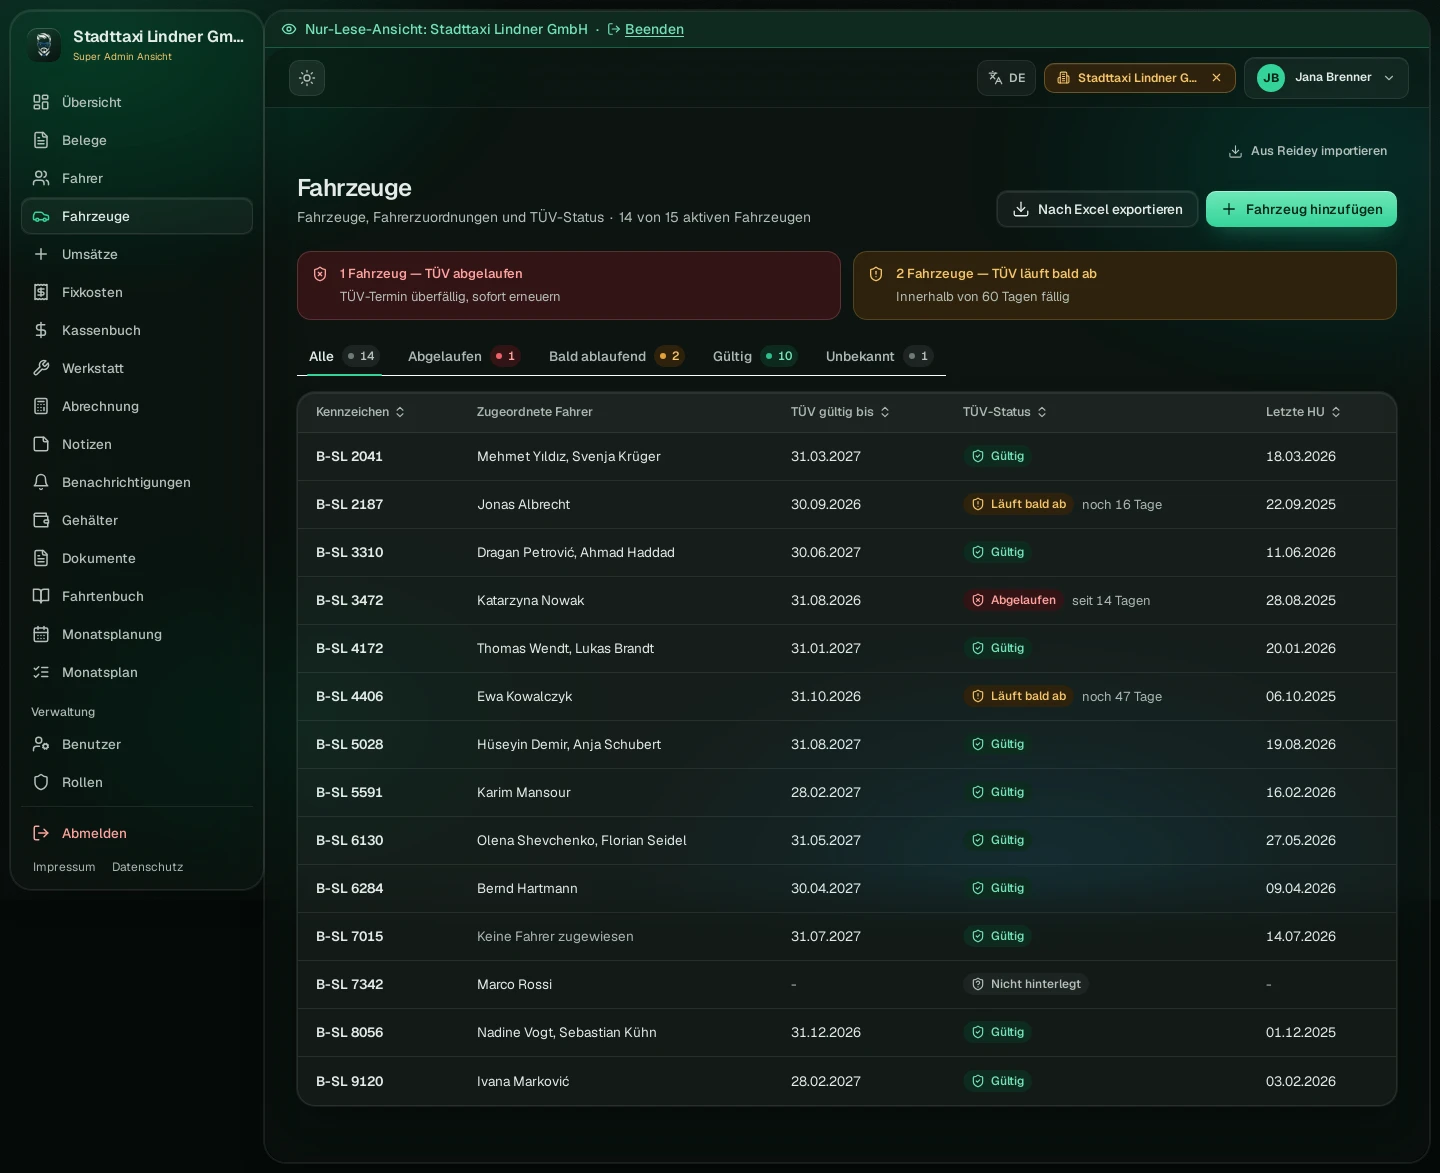 Stadttaxi Lindner Gm...
Super Admin Ansicht
Übersicht
Belege
Fahrer
Fahrzeuge
Umsätze
Fixkosten
Kassenbuch
Werkstatt
Abrechnung
Notizen
Benachrichtigungen
Gehälter
Dokumente
Fahrtenbuch
Monatsplanung
Monatsplan
Verwaltung
Benutzer
Rollen
Abmelden
Impressum Datenschutz
Nur-Lese-Ansicht: Stadttaxi Lindner GmbH · Beenden
DE Stadttaxi Lindner G... JB Jana Brenner
Aus Reidey importieren
Fahrzeuge
Fahrzeuge, Fahrerzuordnungen und TÜV-Status · 14 von 15 aktiven Fahrzeugen
Nach Excel exportieren Fahrzeug hinzufügen
1 Fahrzeug — TÜV abgelaufen
TÜV-Termin überfällig, sofort erneuern
2 Fahrzeuge — TÜV läuft bald ab
Innerhalb von 60 Tagen fällig
Alle 14 Abgelaufen 1 Bald ablaufend 2 Gültig 10 Unbekannt 1
Kennzeichen Zugeordnete Fahrer TÜV gültig bis TÜV-Status Letzte HU
B-SL 2041 Mehmet Yıldız, Svenja Krüger 31.03.2027 Gültig 18.03.2026
B-SL 2187 Jonas Albrecht 30.09.2026 Läuft bald ab noch 16 Tage 22.09.2025
B-SL 3310 Dragan Petrović, Ahmad Haddad 30.06.2027 Gültig 11.06.2026
B-SL 3472 Katarzyna Nowak 31.08.2026 Abgelaufen seit 14 Tagen 28.08.2025
B-SL 4172 Thomas Wendt, Lukas Brandt 31.01.2027 Gültig 20.01.2026
B-SL 4406 Ewa Kowalczyk 31.10.2026 Läuft bald ab noch 47 Tage 06.10.2025
B-SL 5028 Hüseyin Demir, Anja Schubert 31.08.2027 Gültig 19.08.2026
B-SL 5591 Karim Mansour 28.02.2027 Gültig 16.02.2026
B-SL 6130 Olena Shevchenko, Florian Seidel 31.05.2027 Gültig 27.05.2026
B-SL 6284 Bernd Hartmann 30.04.2027 Gültig 09.04.2026
B-SL 7015 Keine Fahrer zugewiesen 31.07.2027 Gültig 14.07.2026
B-SL 7342 Marco Rossi - Nicht hinterlegt -
B-SL 8056 Nadine Vogt, Sebastian Kühn 31.12.2026 Gültig 01.12.2025
B-SL 9120 Ivana Marković 28.02.2027 Gültig 03.02.2026